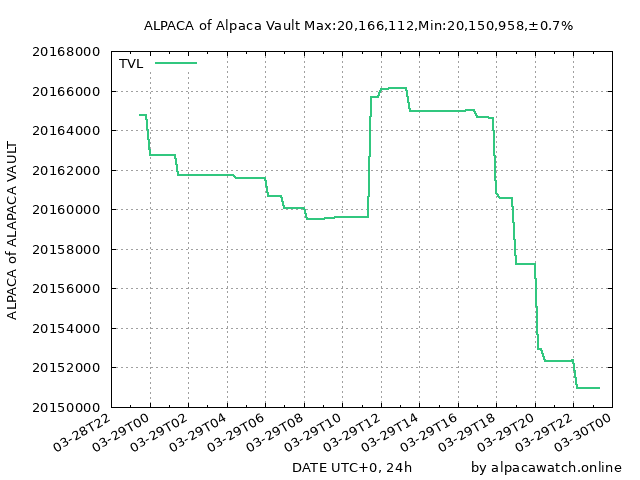 ALPACA of Alpaca Vault Max:20,166,112,Min:20,150,958,±0.7%
TVL
20168000
20166000
20164000
20162000
20160000
20158000
20156000
20154000
20152000
20150000
ALPACA of ALAPACA VAULT
03-28T22
03-29T00
03-29T02
03-29T04
03-29T06
03-29T08
03-29T10
03-29T12
03-29T14
03-29T16
03-29T18
03-29T20
03-29T22
03-30T00
DATE UTC+0, 24h
by alpacawatch.online